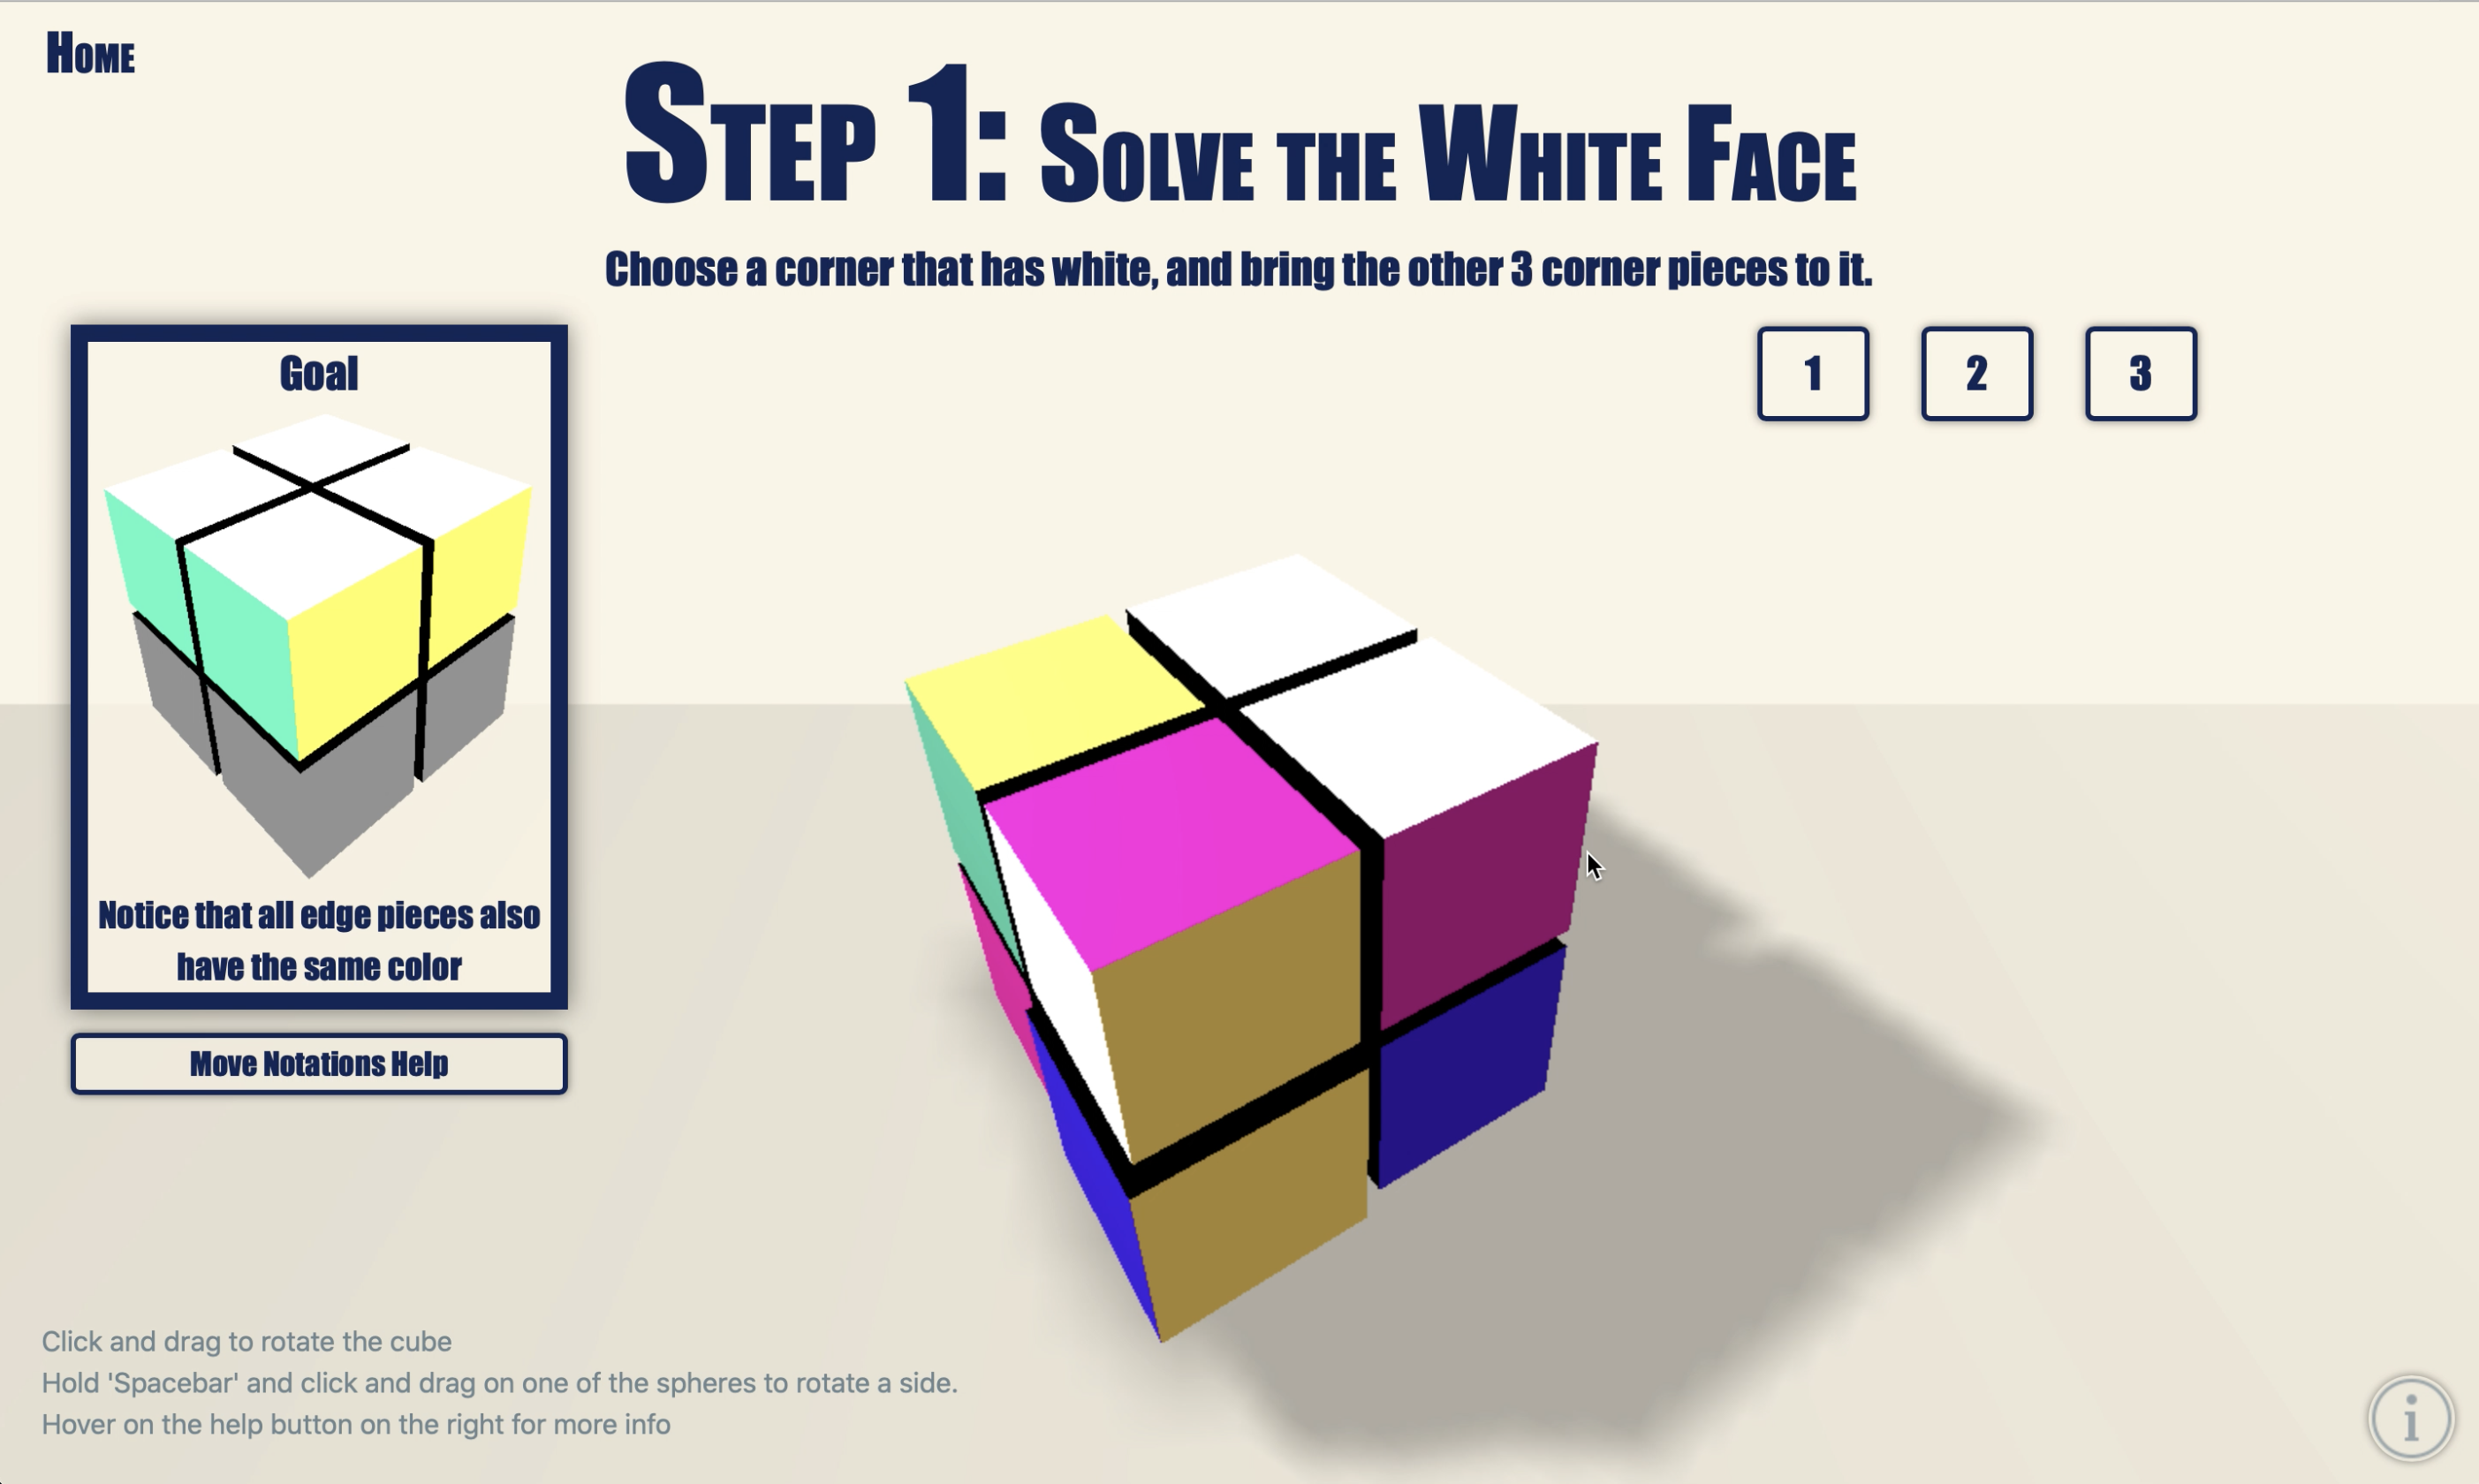 Home
Step 1: Solve the White Face
Choose a corner that has white, and bring the other 3 corner pieces to it.
1 2 3
Goal
Notice that all edge pieces also
have the same color
Move Notations Help
Click and drag to rotate the cube
Hold 'Spacebar' and click and drag on one of the spheres to rotate a side.
Hover on the help button on the right for more info
i